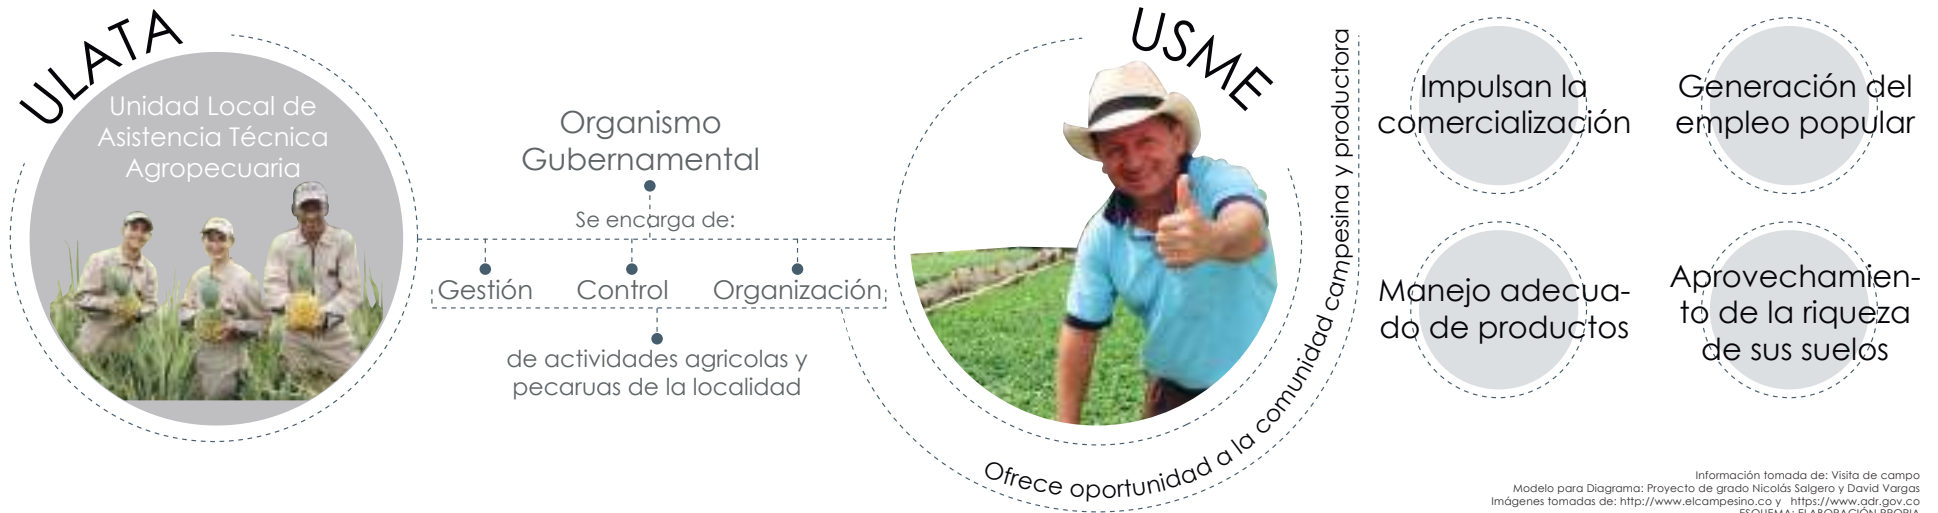 ULATA
Unidad Local de
Asistencia Técnica
Agropecuaria
Organismo
Gubernamental
Se encarga de:
Gestión
Control
Organización
de actividades agricolas y
pecaruas de la localidad
USME
Ofrece oportunidad a la comunidad campesina y productora
Impulsan la
comercialización
Generación del
empleo popular
Manejo adecua-
do de productos
Aprovechamien-
to de la riqueza
de sus suelos
Información tomada de: Visita de campo
Modelo para Diagrama: Proyecto de grado Nicolás Salgero y David Vargas
Imágenes tomadas de: http://www.elcampesino.co y https://www.adr.gov.co
ESQUEMA: ELABORACIÓN PROPIA